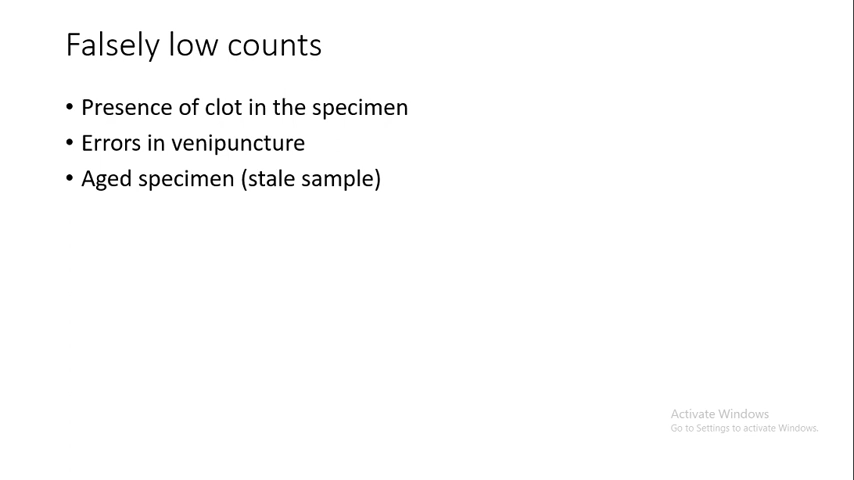 Falsely low counts
• Presence of clot in the specimen
• Errors in venipuncture
• Aged specimen (stale sample)
Activate Windows
Go to Settings to activate Windows.